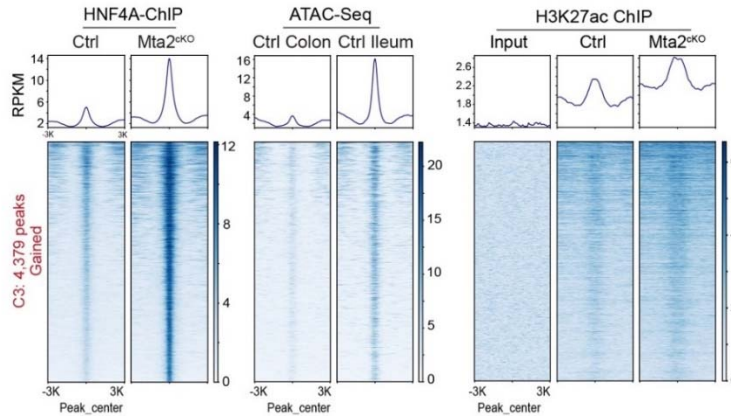 HNF4A-ChIP
Ctrl Mta2cKO
ATAC-Seq
Ctrl Colon Ctrl Ileum
H3K27ac ChIP
Input Ctrl Mta2cKO
RPKM
14
10
6
2
-3K 3K
16
12
8
4
2.6
2.2
1.8
1.4
C3: 4,379 peaks
Gained
12
8
4
0
20
15
10
5
0
-3K 3K
Peak_center
-3K 3K
Peak_center
-3K 3K
Peak_center